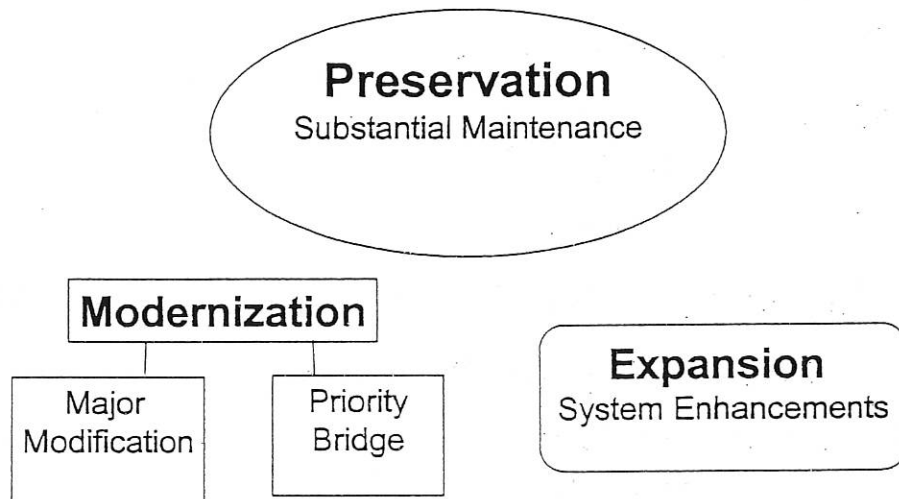 Preservation
Substantial Maintenance
Modernization
Major
Modification
Priority
Bridge
Expansion
System Enhancements